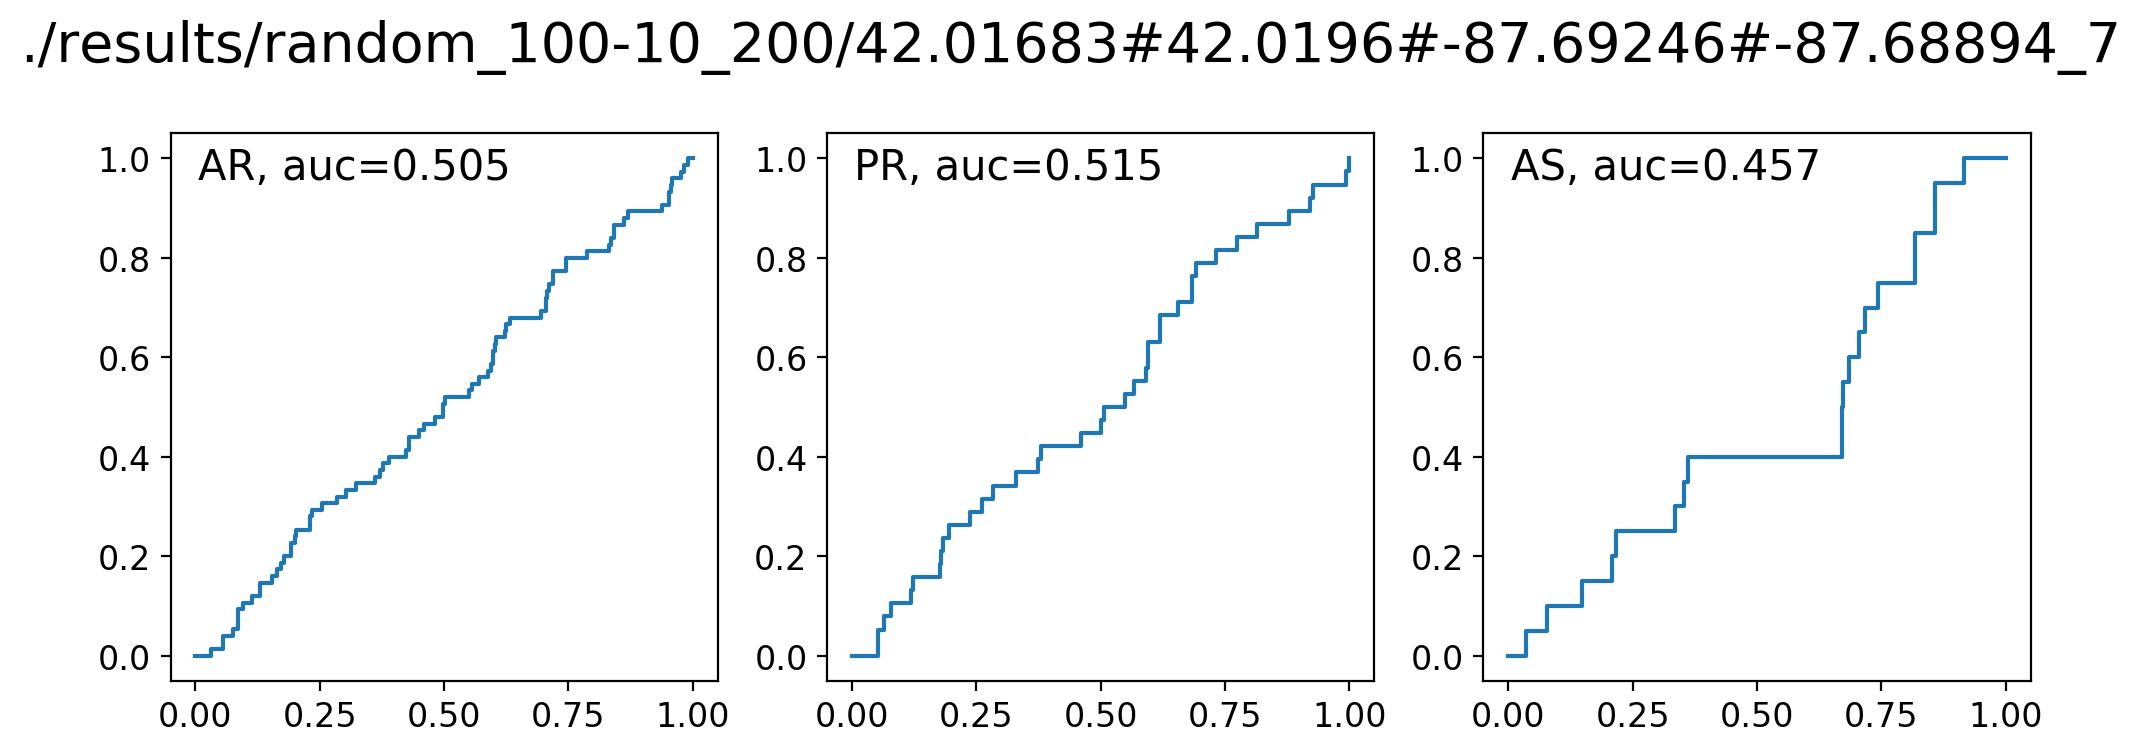 ./results/random_100-10_200/42.01683#42.0196#-87.69246#-87.68894_7
AR, auc=0.505
1.0
0.8
0.6
0.4
0.2
0.0
0.00 0.25 0.50 0.75 1.00
PR, auc=0.515
1.0
0.8
0.6
0.4
0.2
0.0
0.00 0.25 0.50 0.75 1.00
AS, auc=0.457
1.0
0.8
0.6
0.4
0.2
0.0
0.00 0.25 0.50 0.75 1.00